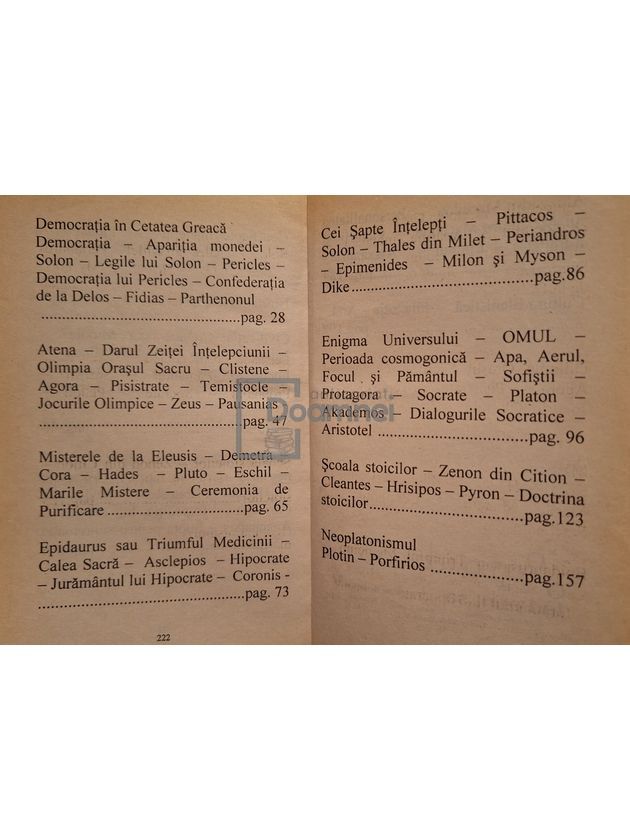 Democrația în Cetatea Greacă
Democrația – Apariția monedei –
Solon – Legile lui Solon – Pericles –
Democrația lui Pericles – Confederația
de la Delos – Fidias – Parthenonul
.................................................pag. 28
Atena – Darul Zeiței Înțelepciunii –
Olimpia Orașul Sacru – Clistene –
Agora – Pisistrate – Temistocle –
Jocurile Olimpice – Zeus – Pausanias
.................................................pag. 47
Misterele de la Eleusis – Demetra –
Cora – Hades – Pluto – Eschil –
Marile Mistere – Ceremonia de
Purificare .................................pag. 65
Epidaurus sau Triumful Medicinii –
Calea Sacră – Asclepios – Hipocrate
– Jurământul lui Hipocrate – Coronis -
..................................................pag. 73
222
Cei Șapte Înțelepți – Pittacos –
Solon – Thales din Milet – Periandros
– Epimenides – Milon și Myson –
Dike..............................................pag.86
Enigma Universului – OMUL –
Perioada cosmogonică – Apa, Aerul,
Focul și Pământul – Sofiștii –
Protagora – Socrate – Platon –
Akadenos – Dialogurile Socratice –
Aristotel .....................................pag. 96
Școala stoicilor – Zenon din Cition –
Cleantes – Hrisipos – Pyron – Doctrina
stoicilor.....................................pag.123
Neoplatonismul
Plotin – Porfirios .......................pag.157